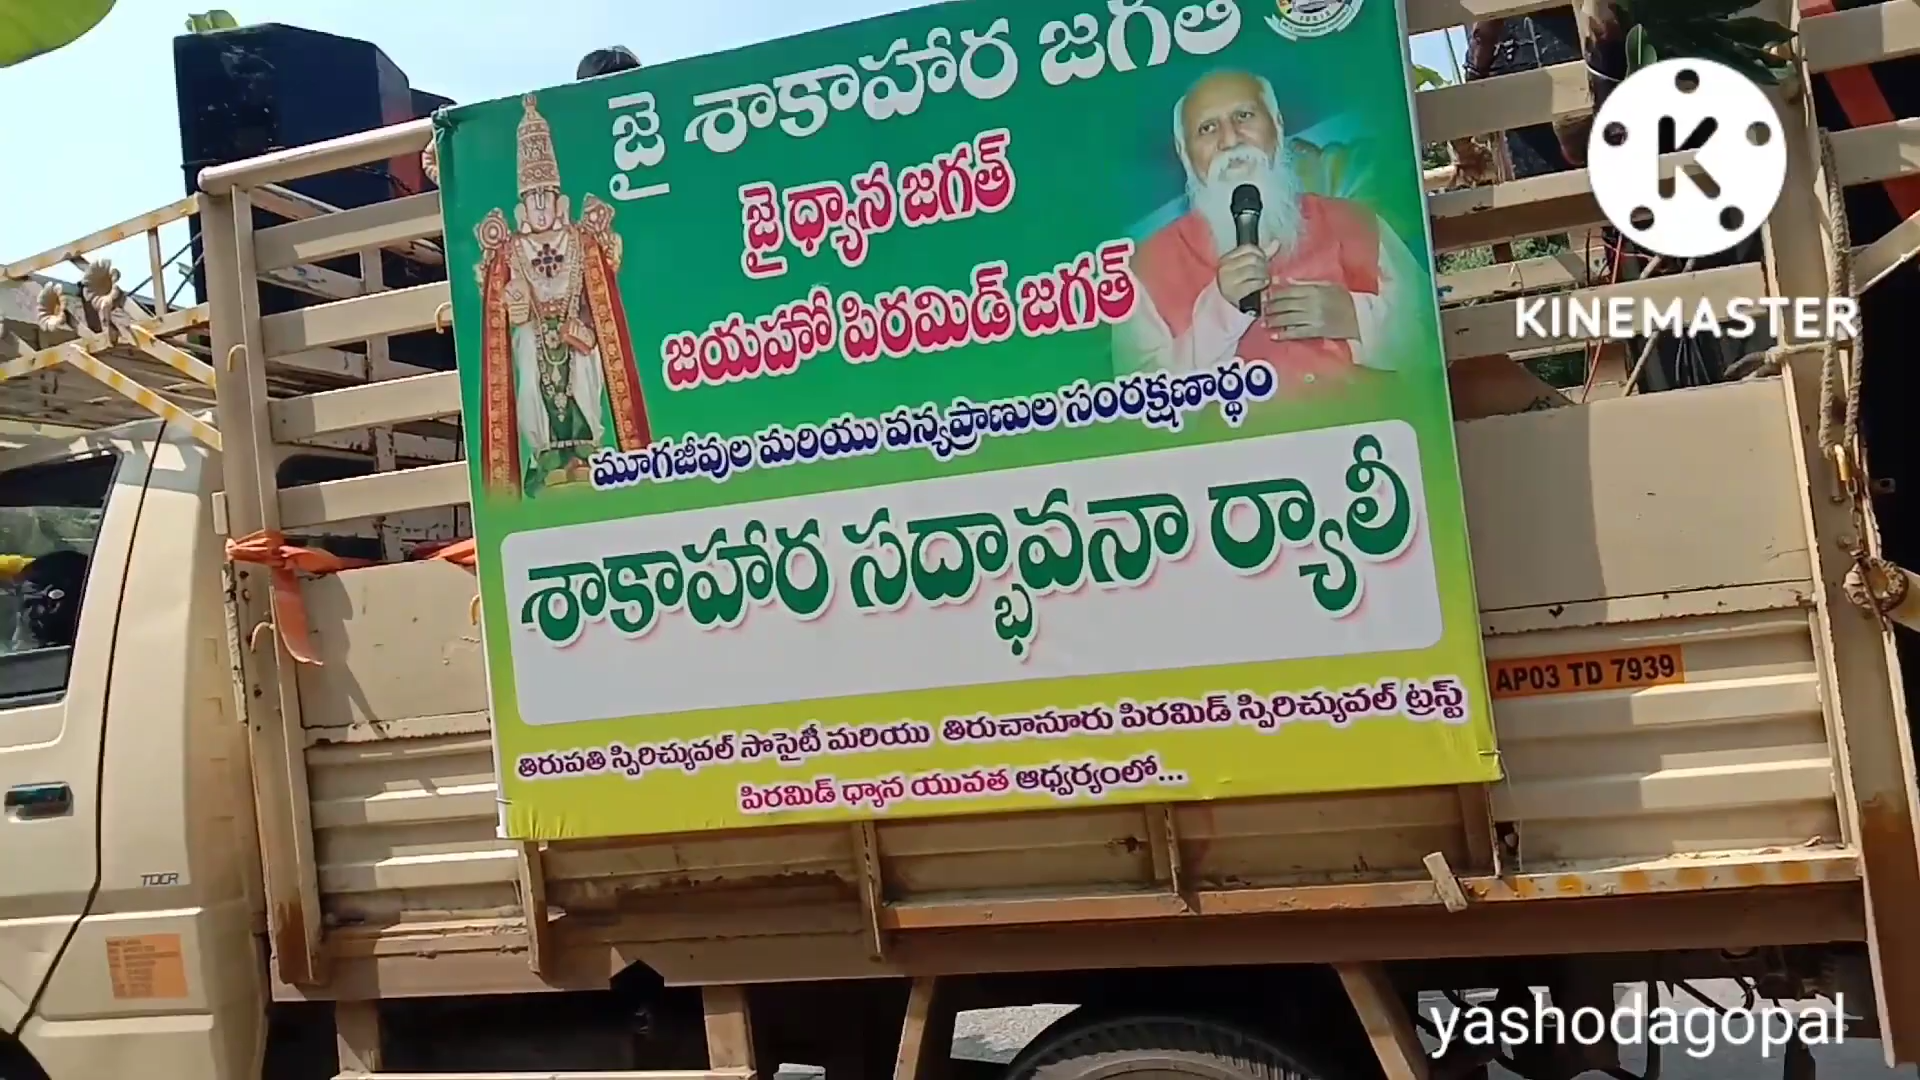 జై శాకాహార జగతి
జై ధ్యాన జగత్
జయహో పిరమిడ్ జగత్
మూగజీవుల మరియు వన్యప్రాణుల సంరక్షణార్థం
శాకాహార సద్భావనా ర్యాలీ
తిరుపతి స్పిరిచ్యువల్ సొసైటీ మరియు తిరుచానూరు పిరమిడ్ స్పిరిచ్యువల్ ట్రస్ట్
పిరమిడ్ ధ్యాన యువత ఆధ్వర్యంలో...
AP03 TD 7939
K
KINEMASTER
TDCR
yashodagopal